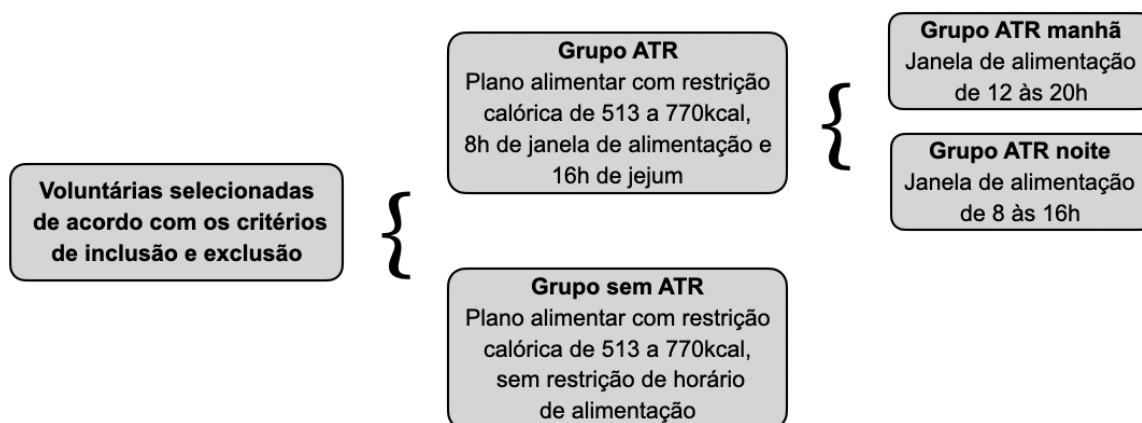 Voluntárias selecionadas
de acordo com os critérios
de inclusão e exclusão
Grupo ATR
Plano alimentar com restrição
calórica de 513 a 770kcal,
8h de janela de alimentação e
16h de jejum
Grupo ATR manhã
Janela de alimentação
de 12 às 20h
Grupo ATR noite
Janela de alimentação
de 8 às 16h
Grupo sem ATR
Plano alimentar com restrição
calórica de 513 a 770kcal,
sem restrição de horário
de alimentação